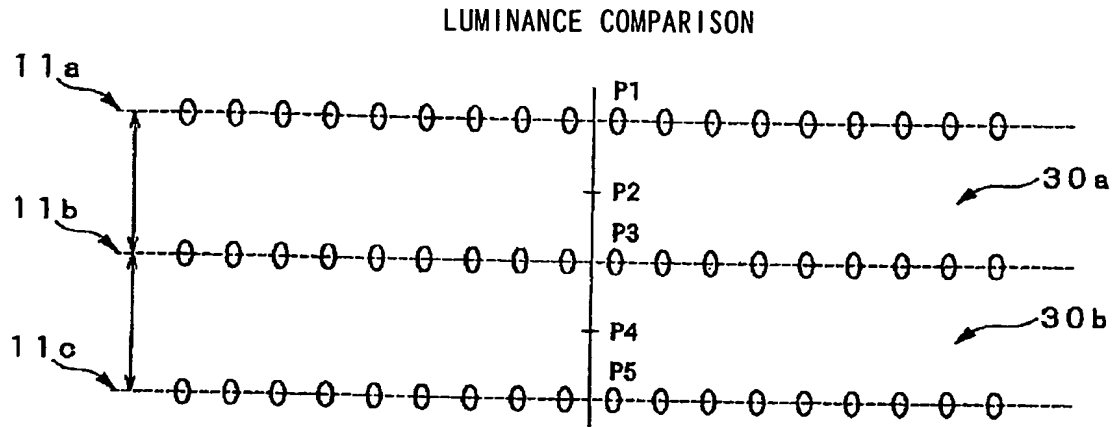 LUMINANCE COMPARISON
11a
P1
P2
30a
11b
P3
P4
30b
11c
P5